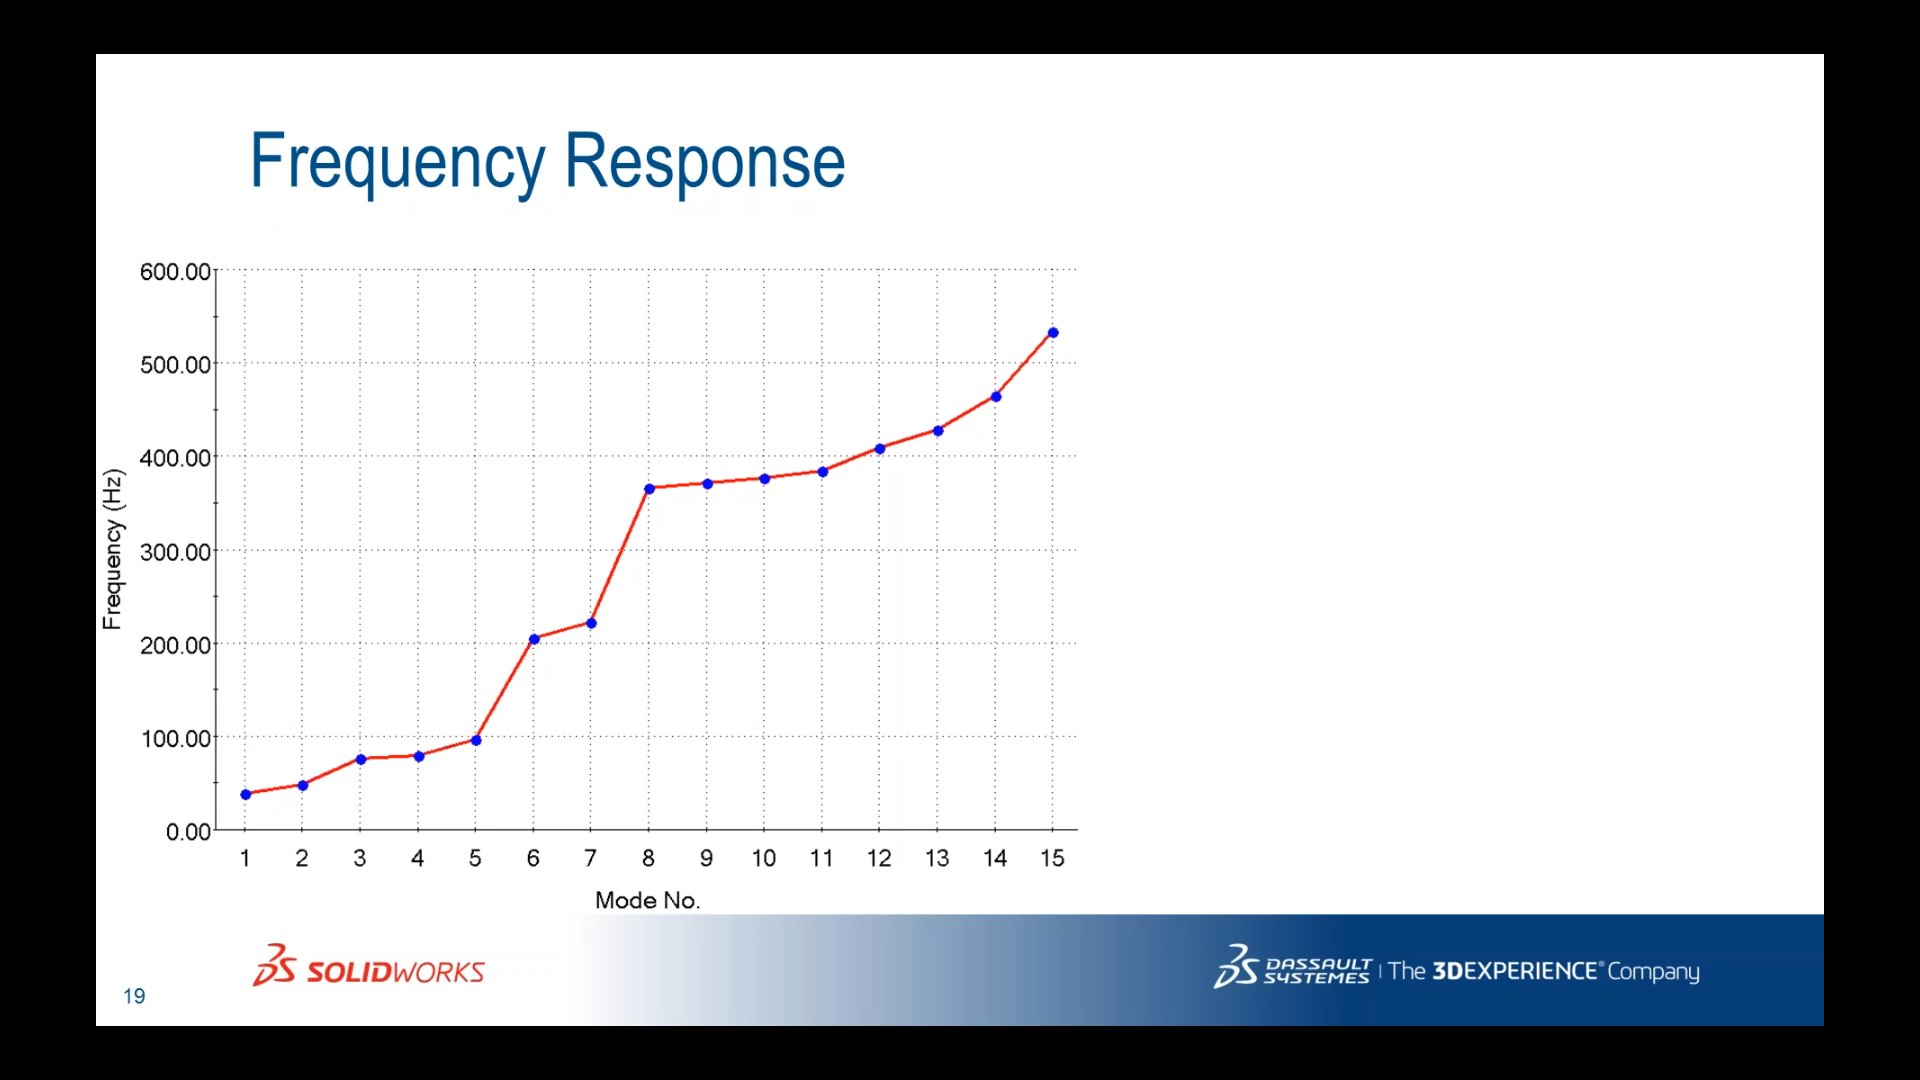 Frequency Response
600.00
500.00
400.00
300.00
200.00
100.00
0.00
Frequency (Hz)
1 2 3 4 5 6 7 8 9 10 11 12 13 14 15
Mode No.
SOLIDWORKS
DASSAULT SYSTEMES | The 3DEXPERIENCE® Company
19